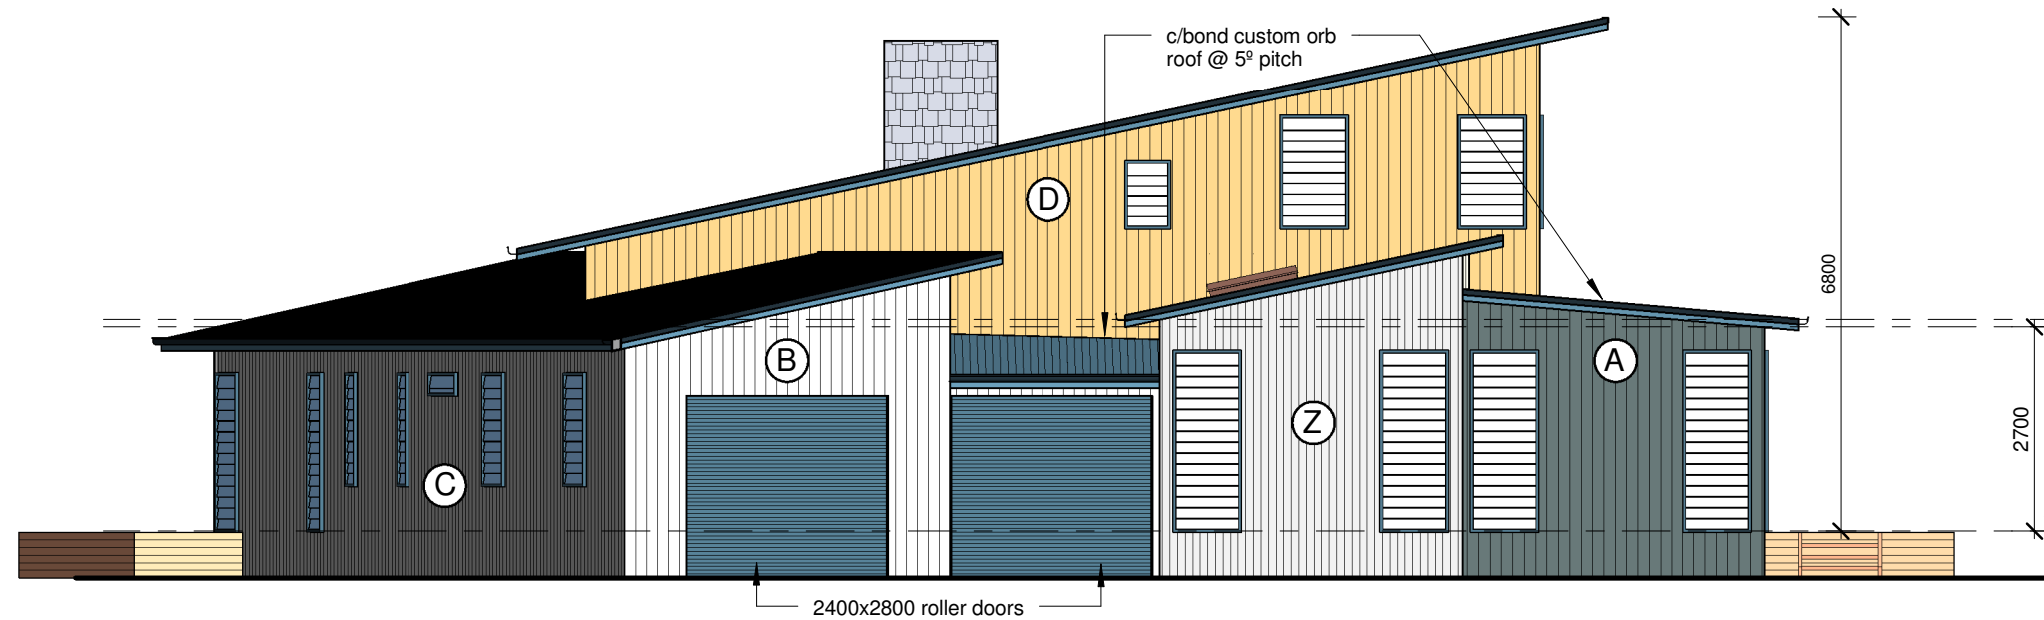 c/bond custom orb
roof @ 5º pitch
D
6800
B
A
2700
Z
C
2400x2800 roller doors